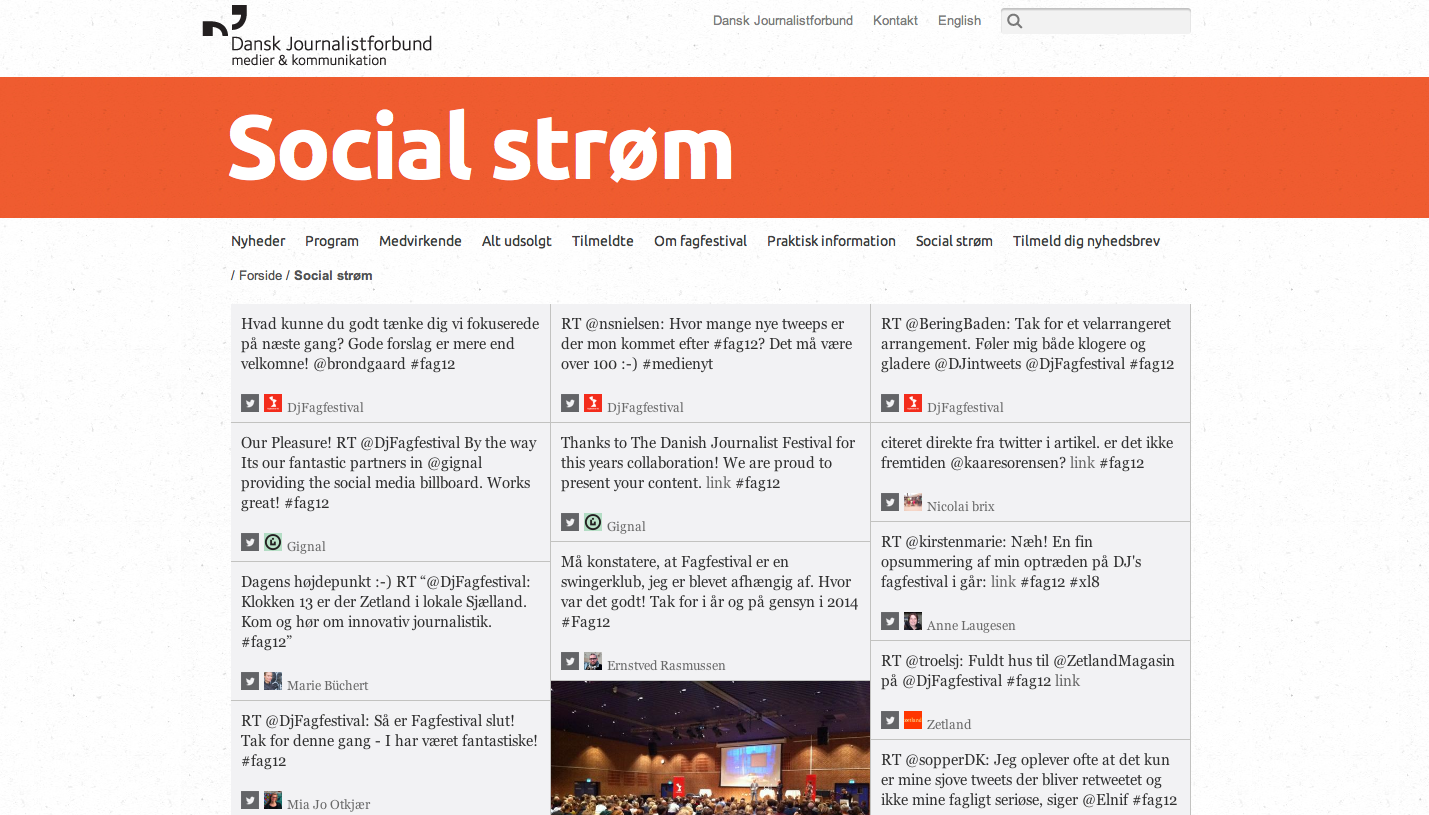 Dansk Journalistforbund
medier & kommunikation
Dansk Journalistforbund Kontakt English
Social strøm
Nyheder Program Medvirkende Alt udsolgt Tilmeldte Om fagfestival Praktisk information Social strøm Tilmeld dig nyhedsbrev
/ Forside / Social strøm
Hvad kunne du godt tænke dig vi fokuserede
på næste gang? Gode forslag er mere end
velkomne! @brondgaard #fag12
DjFagfestival
Our Pleasure! RT @DjFagfestival By the way
Its our fantastic partners in @gignal
providing the social media billboard. Works
great! #fag12
Gignal
Dagens højdepunkt :-) RT “@DjFagfestival:
Klokken 13 er der Zetland i lokale Sjælland.
Kom og hør om innovativ journalistik.
#fag12”
Marie Büchert
RT @DjFagfestival: Så er Fagfestival slut!
Tak for denne gang - I har været fantastiske!
#fag12
Mia Jo Otkjær
RT @nsnielsen: Hvor mange nye tweeps er
der mon kommet efter #fag12? Det må være
over 100 :-) #medienyt
DjFagfestival
Thanks to The Danish Journalist Festival for
this years collaboration! We are proud to
present your content. link #fag12
Gignal
Må konstatere, at Fagfestival er en
swingerklub, jeg er blevet afhængig af. Hvor
var det godt! Tak for i år og på gensyn i 2014
#Fag12
Ernstved Rasmussen
RT @BeringBaden: Tak for et velarrangeret
arrangement. Føler mig både klogere og
gladere @DJintweets @DjFagfestival #fag12
DjFagfestival
citeret direkte fra twitter i artikel. er det ikke
fremtiden @kaaresorensen? link #fag12
Nicolai brix
RT @kirstenmarie: Næh! En fin
opsummering af min optræden på DJ's
fagfestival i går: link #fag12 #xl8
Anne Laugesen
RT @troelsj: Fuldt hus til @ZetlandMagasin
på @DjFagfestival #fag12 link
zetland
Zetland
RT @sopperDK: Jeg oplever ofte at det kun
er mine sjove tweets der bliver retweetet og
ikke mine fagligt seriøse, siger @Elnif #fag12